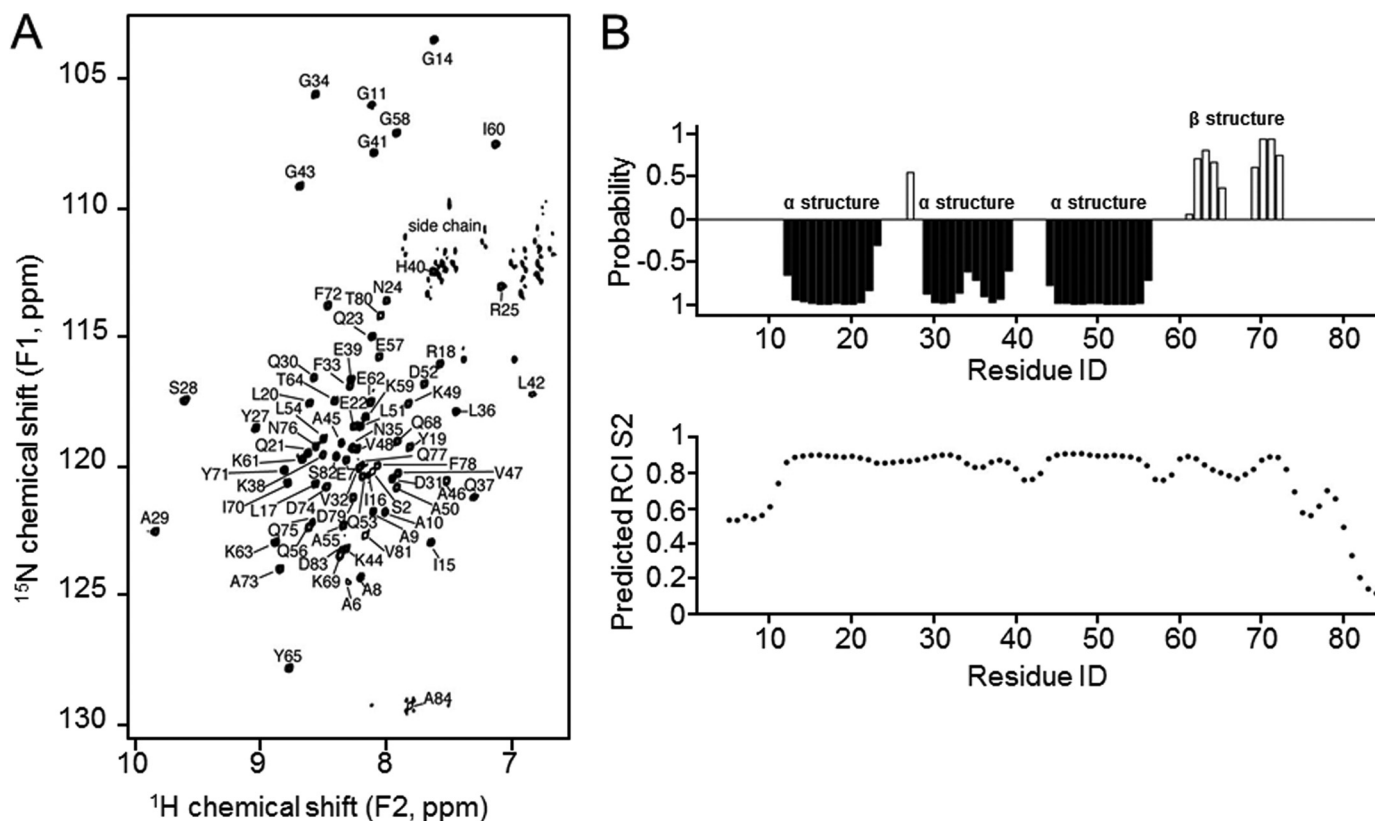 A
B
105
110
115
120
125
130
10
9
8
7
¹⁵N chemical shift (F1, ppm)
¹H chemical shift (F2, ppm)
G14
G34
G11
G58
G41
I60
G43
side chain
H40
R25
N24
F72
T80
Q23
E57
E39
R18
Q30
F33
E62
D52
S28
T64
K59
K49
L42
L20
E22
L51
L36
L54
A45
N35
Q68
Y27
N76
V48
Y19
Q21
Q77
K61
S82
E7
F78
Y71
V47
K38
D31
I70
V32
I16
A46
Q37
L17
D74
S2
A50
D79
Q53
A10
A29
Q75
A55
A9
K63
Q56
V81
I15
D83
K44
A73
K69
A8
A6
Y65
A84
β structure
α structure
α structure
α structure
1
0.5
0
-0.5
1
Probability
10 20 30 40 50 60 70 80
Residue ID
1
0.8
0.6
0.4
0.2
0
Predicted RCI S2
10 20 30 40 50 60 70 80
Residue ID